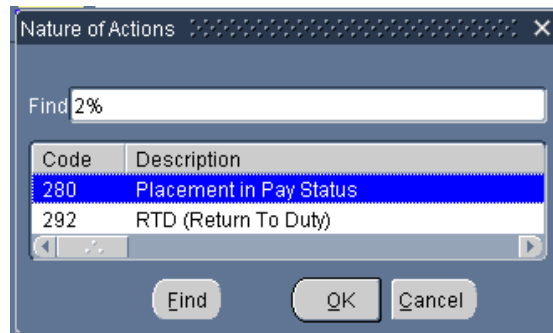 Nature of Actions
Find 2%
Code Description
280 Placement in Pay Status
292 RTD (Return To Duty)
Find OK Cancel